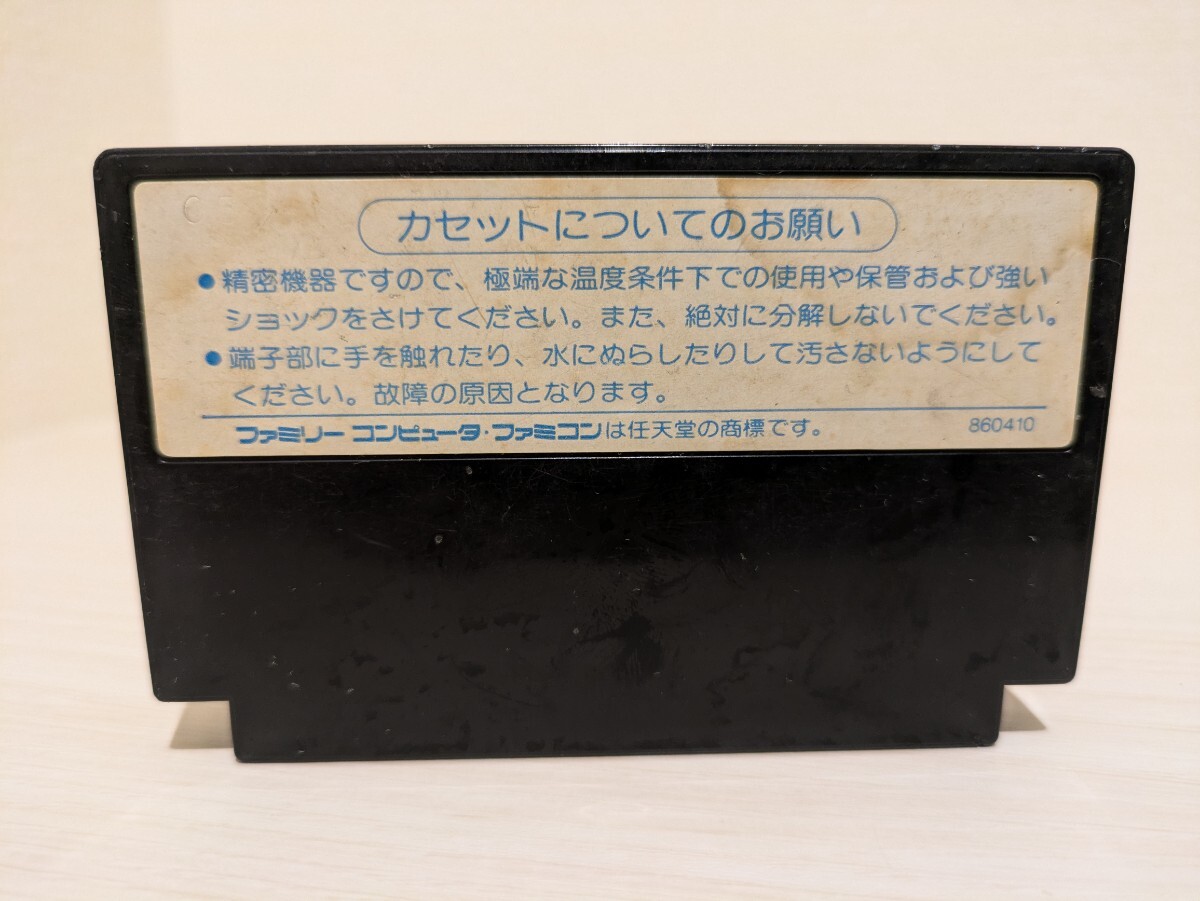 カセットについてのお願い
●精密機器ですので、極端な温度条件下での使用や保管および強い
ショックをさけてください。また、絶対に分解しないでください。
●端子部に手を触れたり、水にぬらしたりして汚さないようにして
ください。故障の原因となります。
ファミリーコンピュータ・ファミコンは任天堂の商標です。 860410